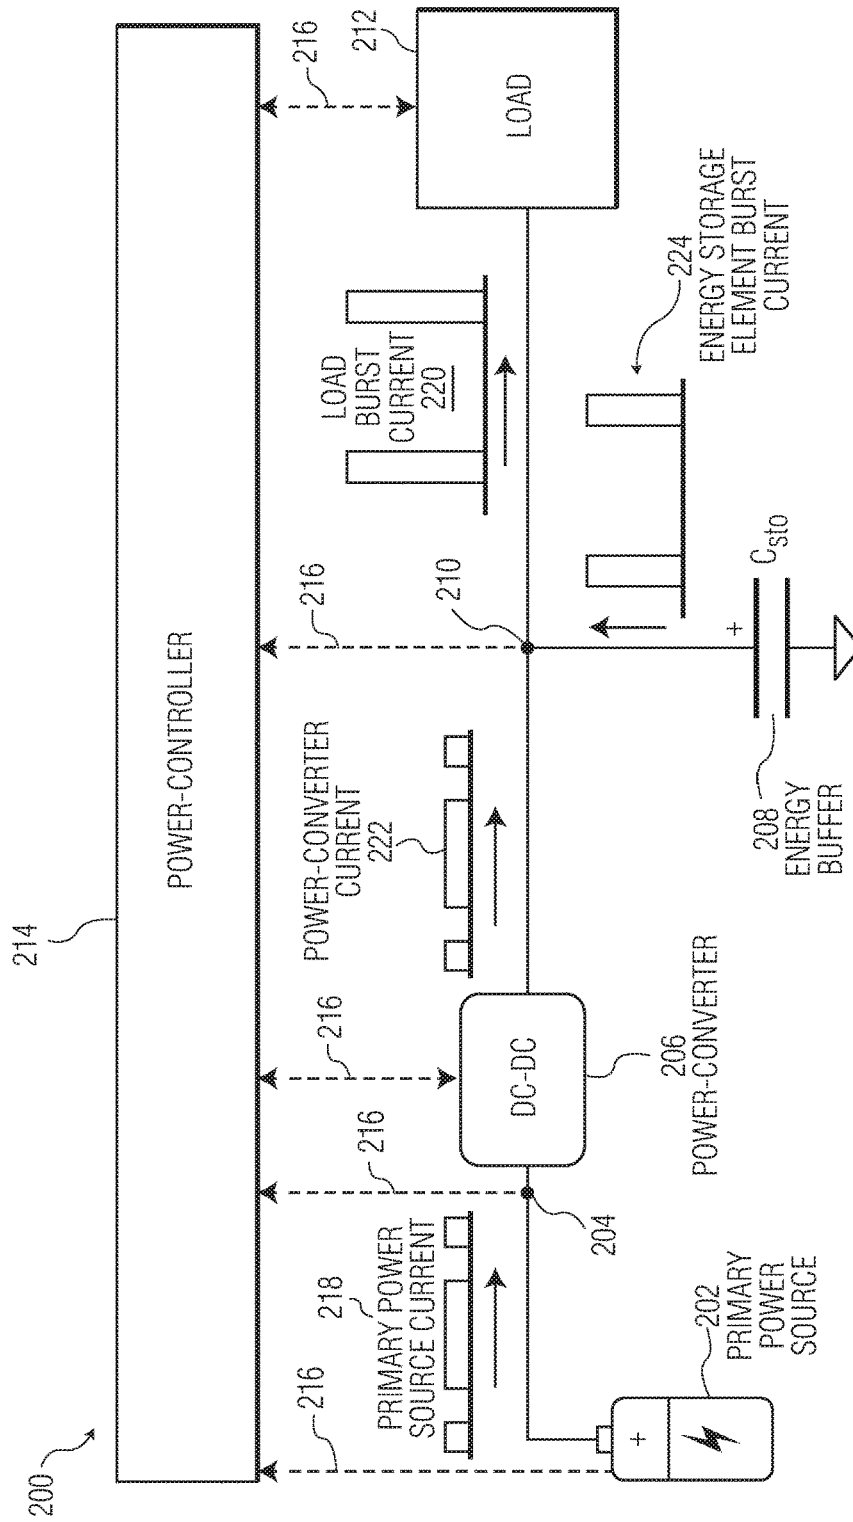 200
214
POWER-CONTROLLER
216
216
216
216
216
218
PRIMARY POWER
SOURCE CURRENT
POWER-CONVERTER
CURRENT
222
LOAD
BURST
CURRENT
220
212
LOAD
204
DC-DC
206
POWER-CONVERTER
210
224
ENERGY STORAGE
ELEMENT BURST
CURRENT
+
202
PRIMARY
POWER
SOURCE
+
Csto
208
ENERGY
BUFFER